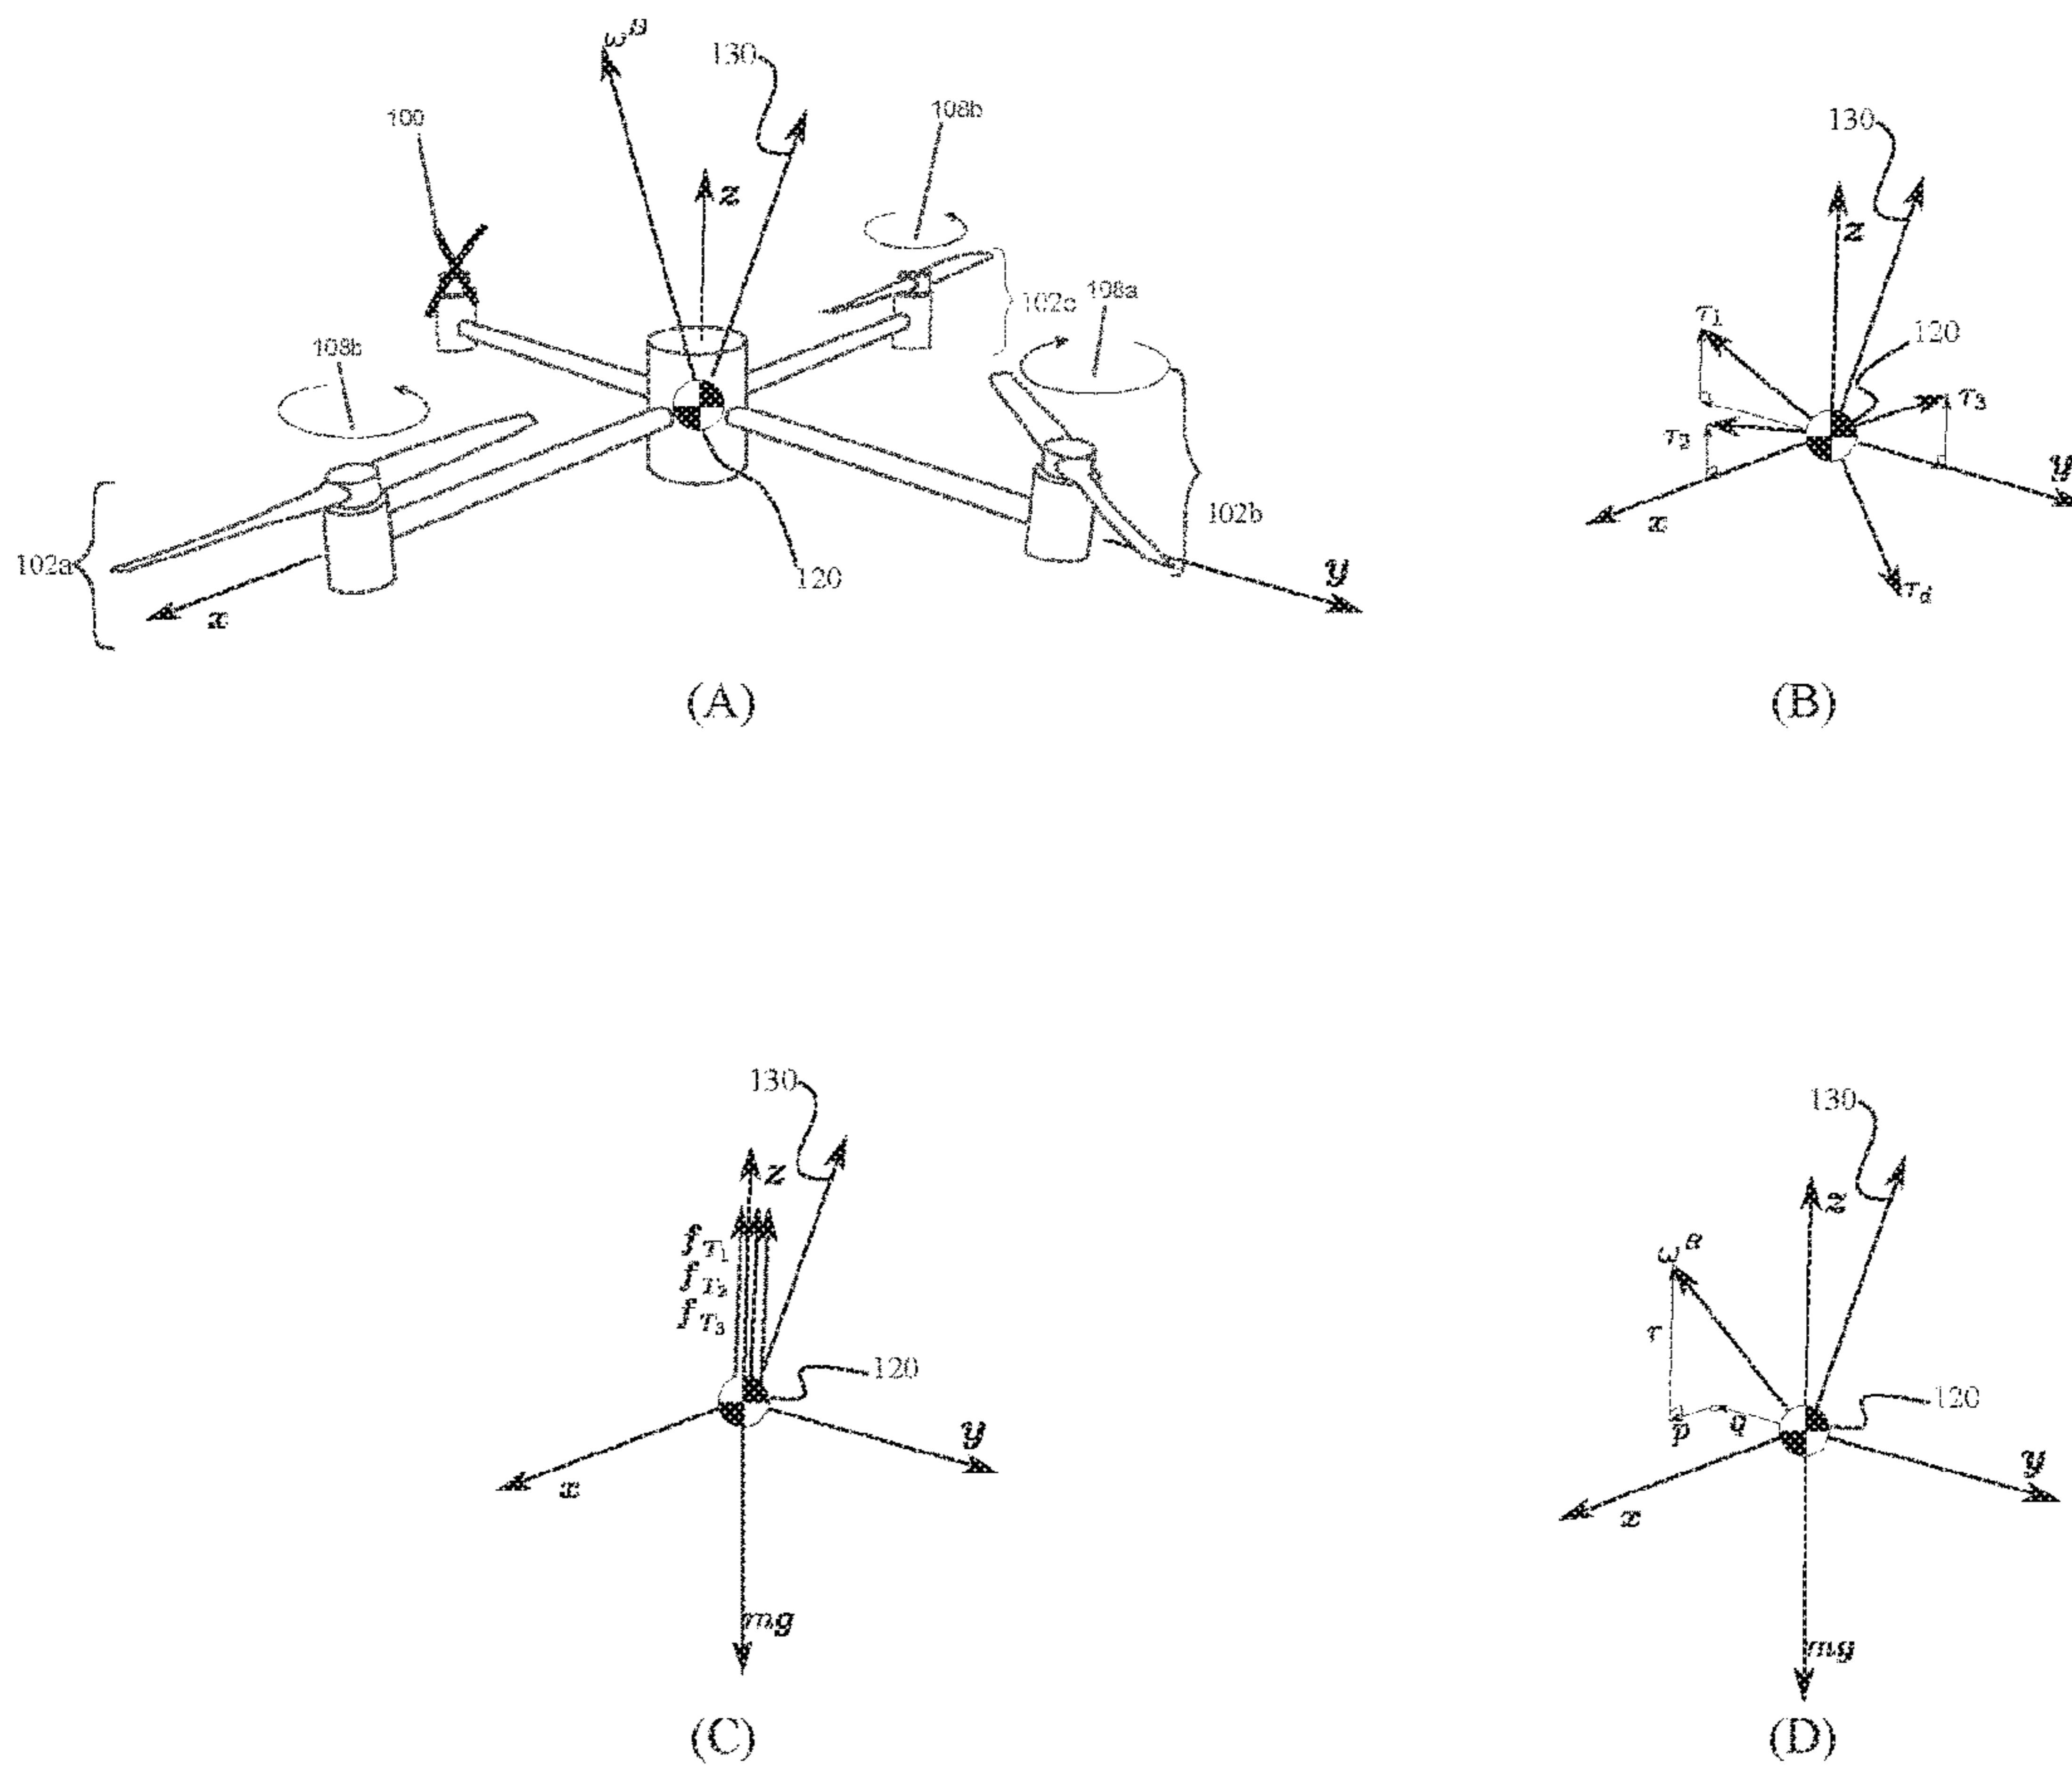 ω^B
130
100
108b
z
102c
108a
108b
102a
102b
120
x
y
(A)
130
z
τ₁
120
τ₃
τ₂
y
x
τ_d
(B)
130
z
f_T₁
f_T₂
f_T₃
120
y
x
mg
(C)
130
z
ω^B
r
120
p
q
y
x
mg
(D)